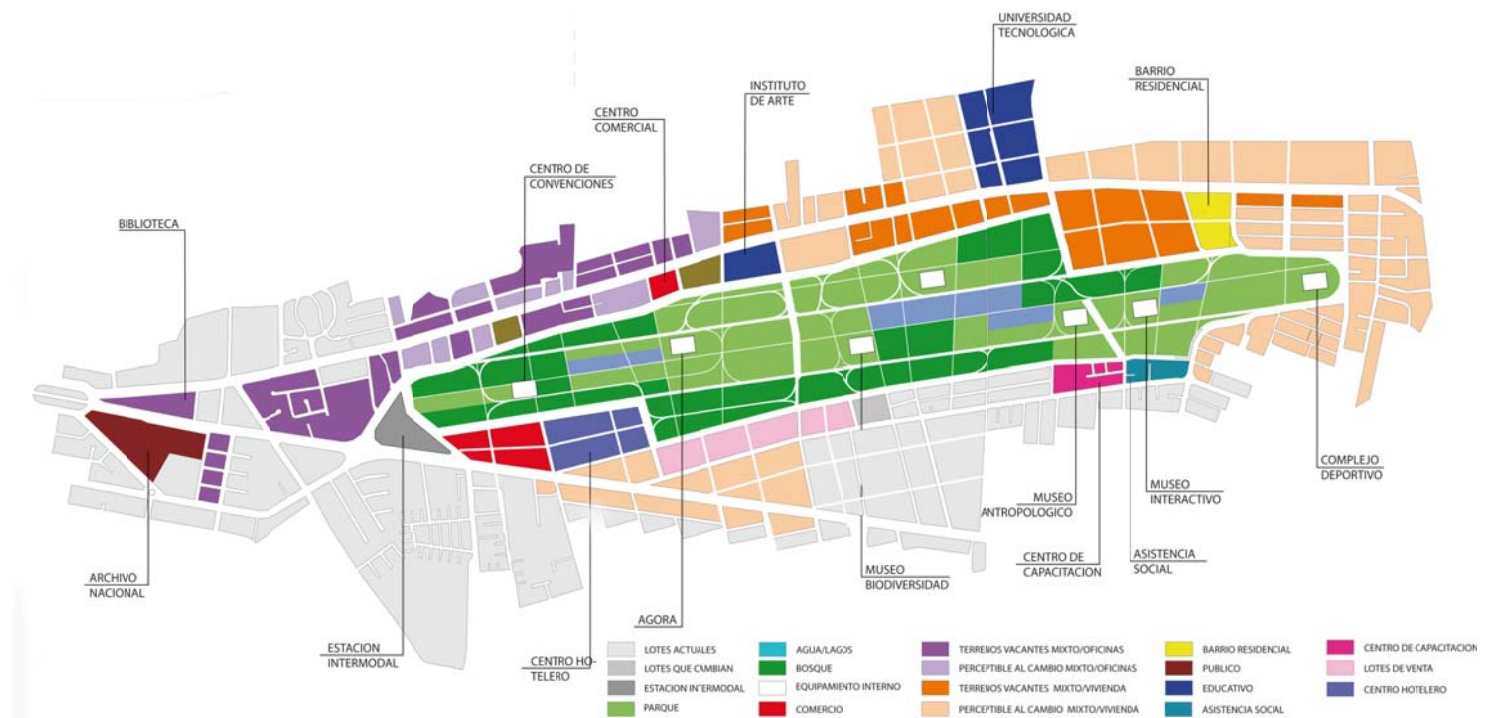 UNIVERSIDAD
TECNOLOGICA
BARRIO
RESIDENCIAL
INSTITUTO
DE ARTE
CENTRO
COMERCIAL
CENTRO DE
CONVENCIONES
BIBLIOTECA
COMPLEJO
DEPORTIVO
MUSEO
INTERACTIVO
MUSEO
ANTROPOLOGICO
CENTRO DE
CAPACITACION
ASISTENCIA
SOCIAL
MUSEO
BIODIVERSIDAD
ARCHIVO
NACIONAL
AGORA
ESTACION
INTERMODAL
CENTRO HO-
TELERO
LOTES ACTUALES
LOTES QUE CAMBIAN
ESTACION INTERMODAL
PARQUE
AGUA/LAGOS
BOSQUE
EQUIPAMIENTO INTERNO
COMERCIO
TERRENOS VACANTES MIXTO/OFICINAS
PERCEPTIBLE AL CAMBIO MIXTO/OFICINAS
TERRENOS VACANTES MIXTO/VIVIENDA
PERCEPTIBLE AL CAMBIO MIXTO/VIVIENDA
BARRIO RESIDENCIAL
PUBLICO
EDUCATIVO
ASISTENCIA SOCIAL
CENTRO DE CAPACITACION
LOTES DE VENTA
CENTRO HOTELERO